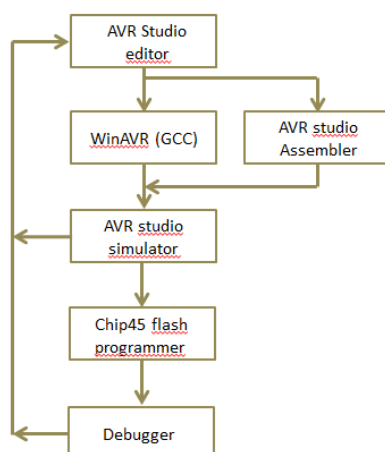 AVR Studio
editor
WinAVR (GCC)
AVR studio
Assembler
AVR studio
simulator
Chip45 flash
programmer
Debugger